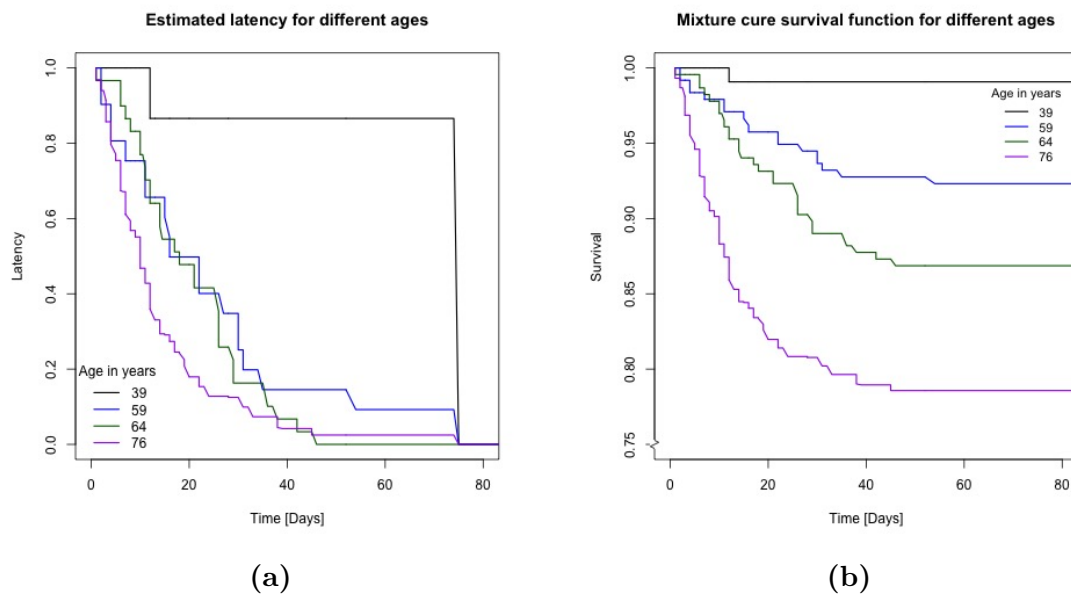 Estimated latency for different ages
Latency
1.0
0.8
0.6
0.4
0.2
0.0
Age in years
39
59
64
76
0 20 40 60 80
Time [Days]
(a)
Mixture cure survival function for different ages
Survival
1.00
0.95
0.90
0.85
0.80
0.75
Age in years
39
59
64
76
0 20 40 60 80
Time [Days]
(b)